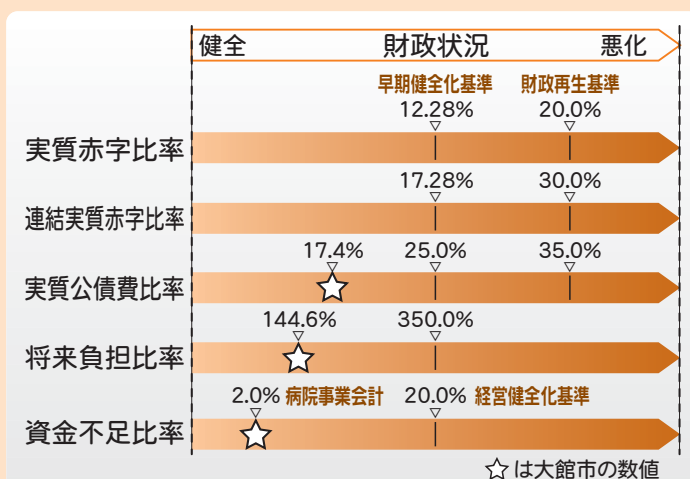 健全 財政状況 悪化
早期健全化基準 財政再生基準
12.28% 20.0%
実質赤字比率
17.28% 30.0%
連結実質赤字比率
17.4% 25.0% 35.0%
実質公債費比率
144.6% 350.0%
将来負担比率
2.0% 病院事業会計 20.0% 経営健全化基準
資金不足比率
☆は大館市の数値